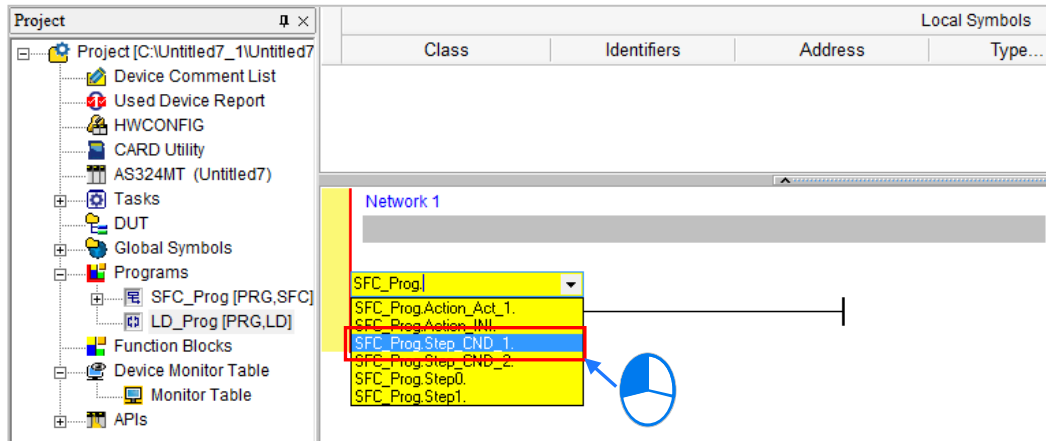 Project
Project [C:\Untitled7_1\Untitled7
Device Comment List
Used Device Report
HWCONFIG
CARD Utility
AS324MT (Untitled7)
Tasks
DUT
Global Symbols
Programs
SFC_Prog [PRG,SFC]
LD_Prog [PRG,LD]
Function Blocks
Device Monitor Table
Monitor Table
APIs
Local Symbols
Class Identifiers Address Type...
Network 1
SFC_Prog.
SFC_Prog.Action_Act_1.
SFC_Prog.Action_INI.
SFC_Prog.Step_CND_1.
SFC_Prog.Step_CND_2.
SFC_Prog.Step0.
SFC_Prog.Step1.